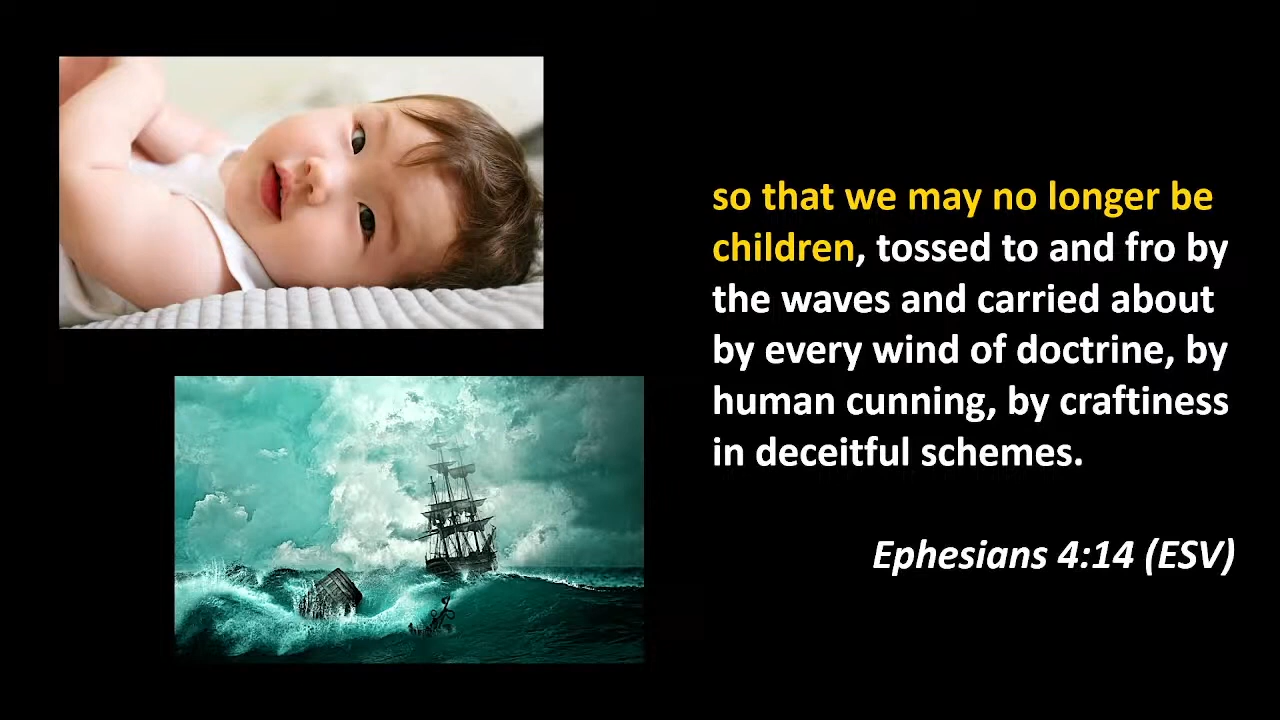 so that we may no longer be
children, tossed to and fro by
the waves and carried about
by every wind of doctrine, by
human cunning, by craftiness
in deceitful schemes.
Ephesians 4:14 (ESV)